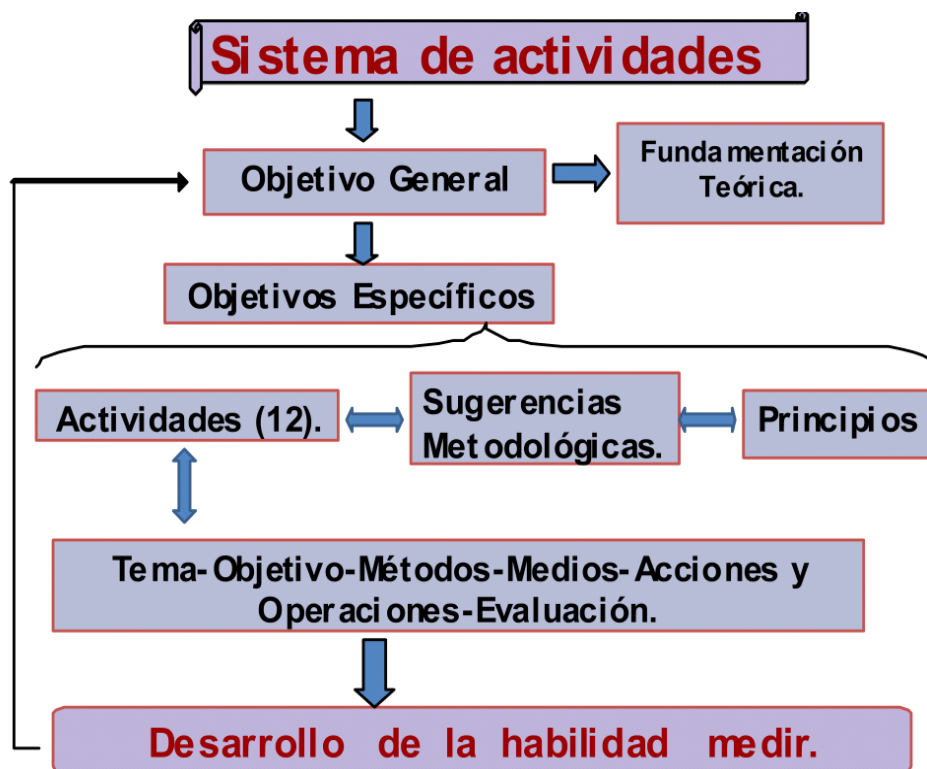 Sistema de actividades
Objetivo General
Fundamentación
Teórica.
Objetivos Específicos
Actividades (12).
Sugerencias
Metodológicas.
Principios
Tema-Objetivo-Métodos-Medios-Acciones y
Operaciones-Evaluación.
Desarrollo de la habilidad medir.